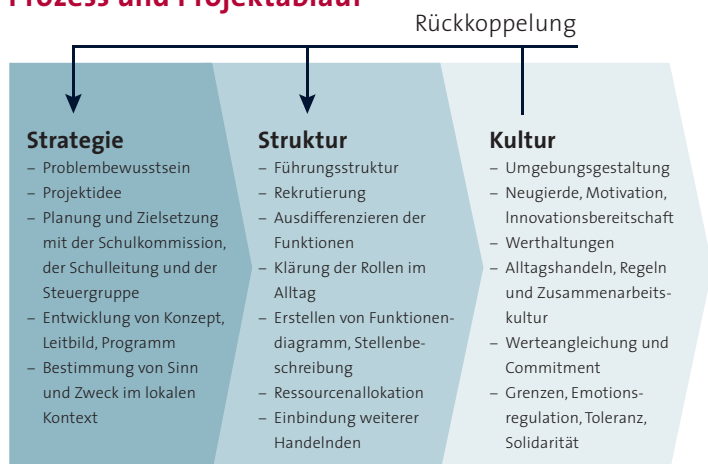 Prozess und Projektablauf
Rückkoppelung
Strategie
– Problembewusstsein
– Projektidee
– Planung und Zielsetzung
mit der Schulkommission,
der Schulleitung und der
Steuergruppe
– Entwicklung von Konzept,
Leitbild, Programm
– Bestimmung von Sinn
und Zweck im lokalen
Kontext
Struktur
– Führungsstruktur
– Rekrutierung
– Ausdifferenzieren der
Funktionen
– Klärung der Rollen im
Alltag
– Erstellen von Funktionen-
diagramm, Stellenbe-
schreibung
– Ressourcenallokation
– Einbindung weiterer
Handelnden
Kultur
– Umgebungsgestaltung
– Neugierde, Motivation,
Innovationsbereitschaft
– Werthaltungen
– Alltagshandeln, Regeln
und Zusammenarbeits-
kultur
– Werteangleichung und
Commitment
– Grenzen, Emotions-
regulation, Toleranz,
Solidarität